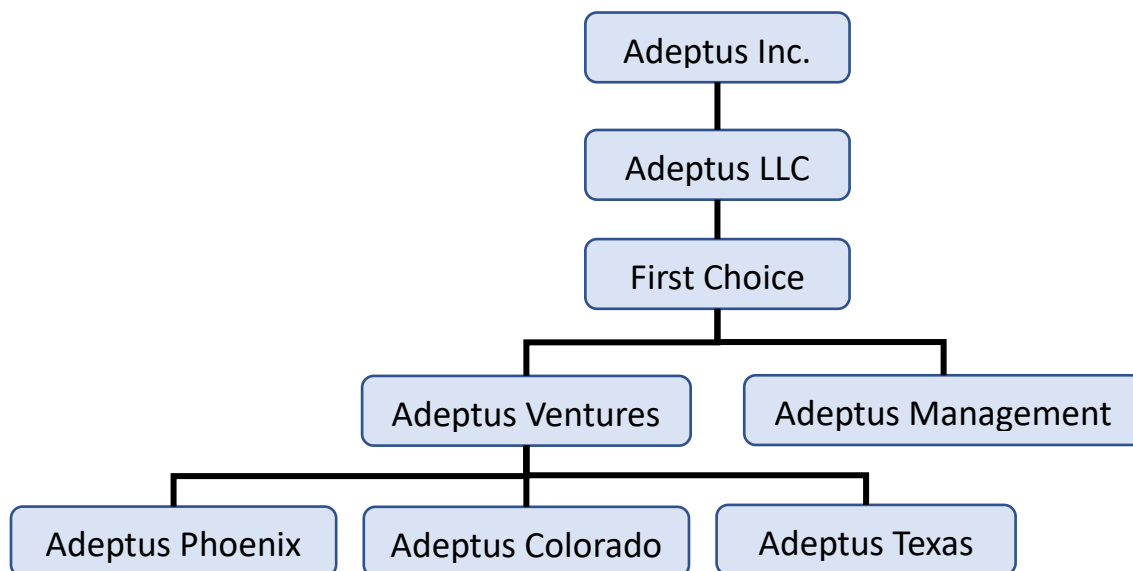 Adeptus Inc.
Adeptus LLC
First Choice
Adeptus Ventures
Adeptus Management
Adeptus Phoenix
Adeptus Colorado
Adeptus Texas